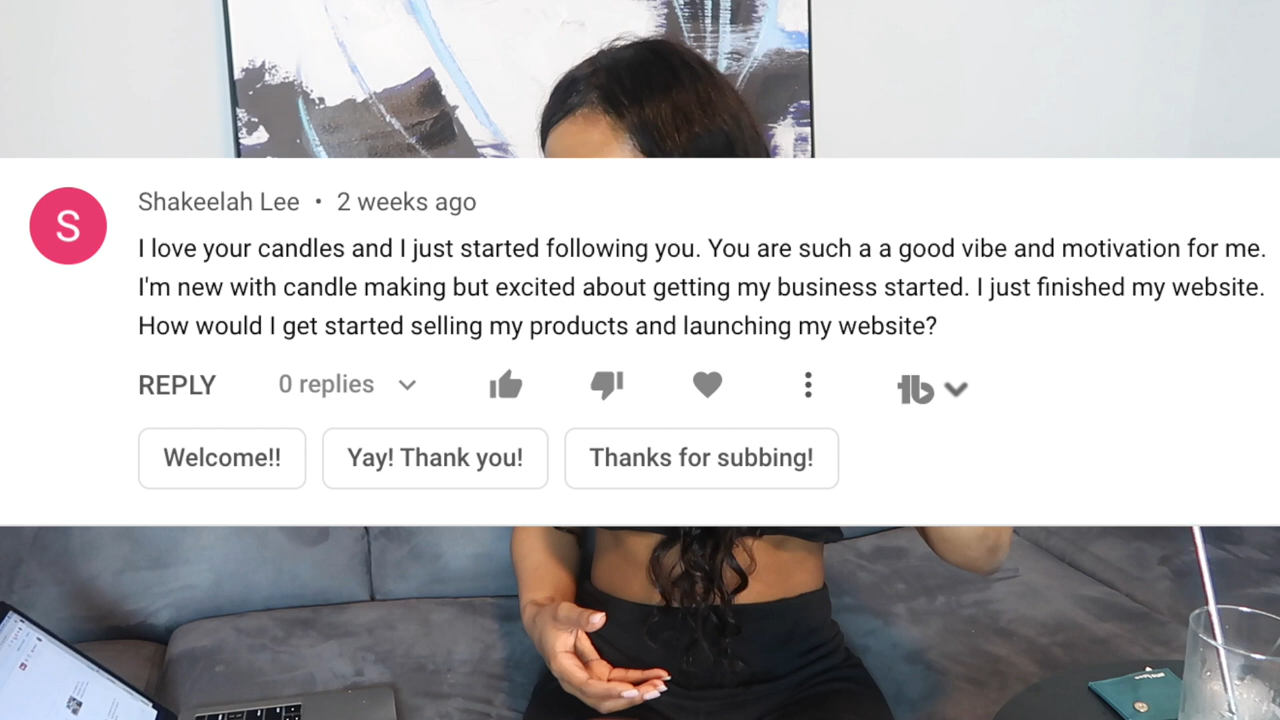 S
Shakeelah Lee • 2 weeks ago
I love your candles and I just started following you. You are such a a good vibe and motivation for me.
I'm new with candle making but excited about getting my business started. I just finished my website.
How would I get started selling my products and launching my website?
REPLY 0 replies
Welcome!! Yay! Thank you! Thanks for subbing!